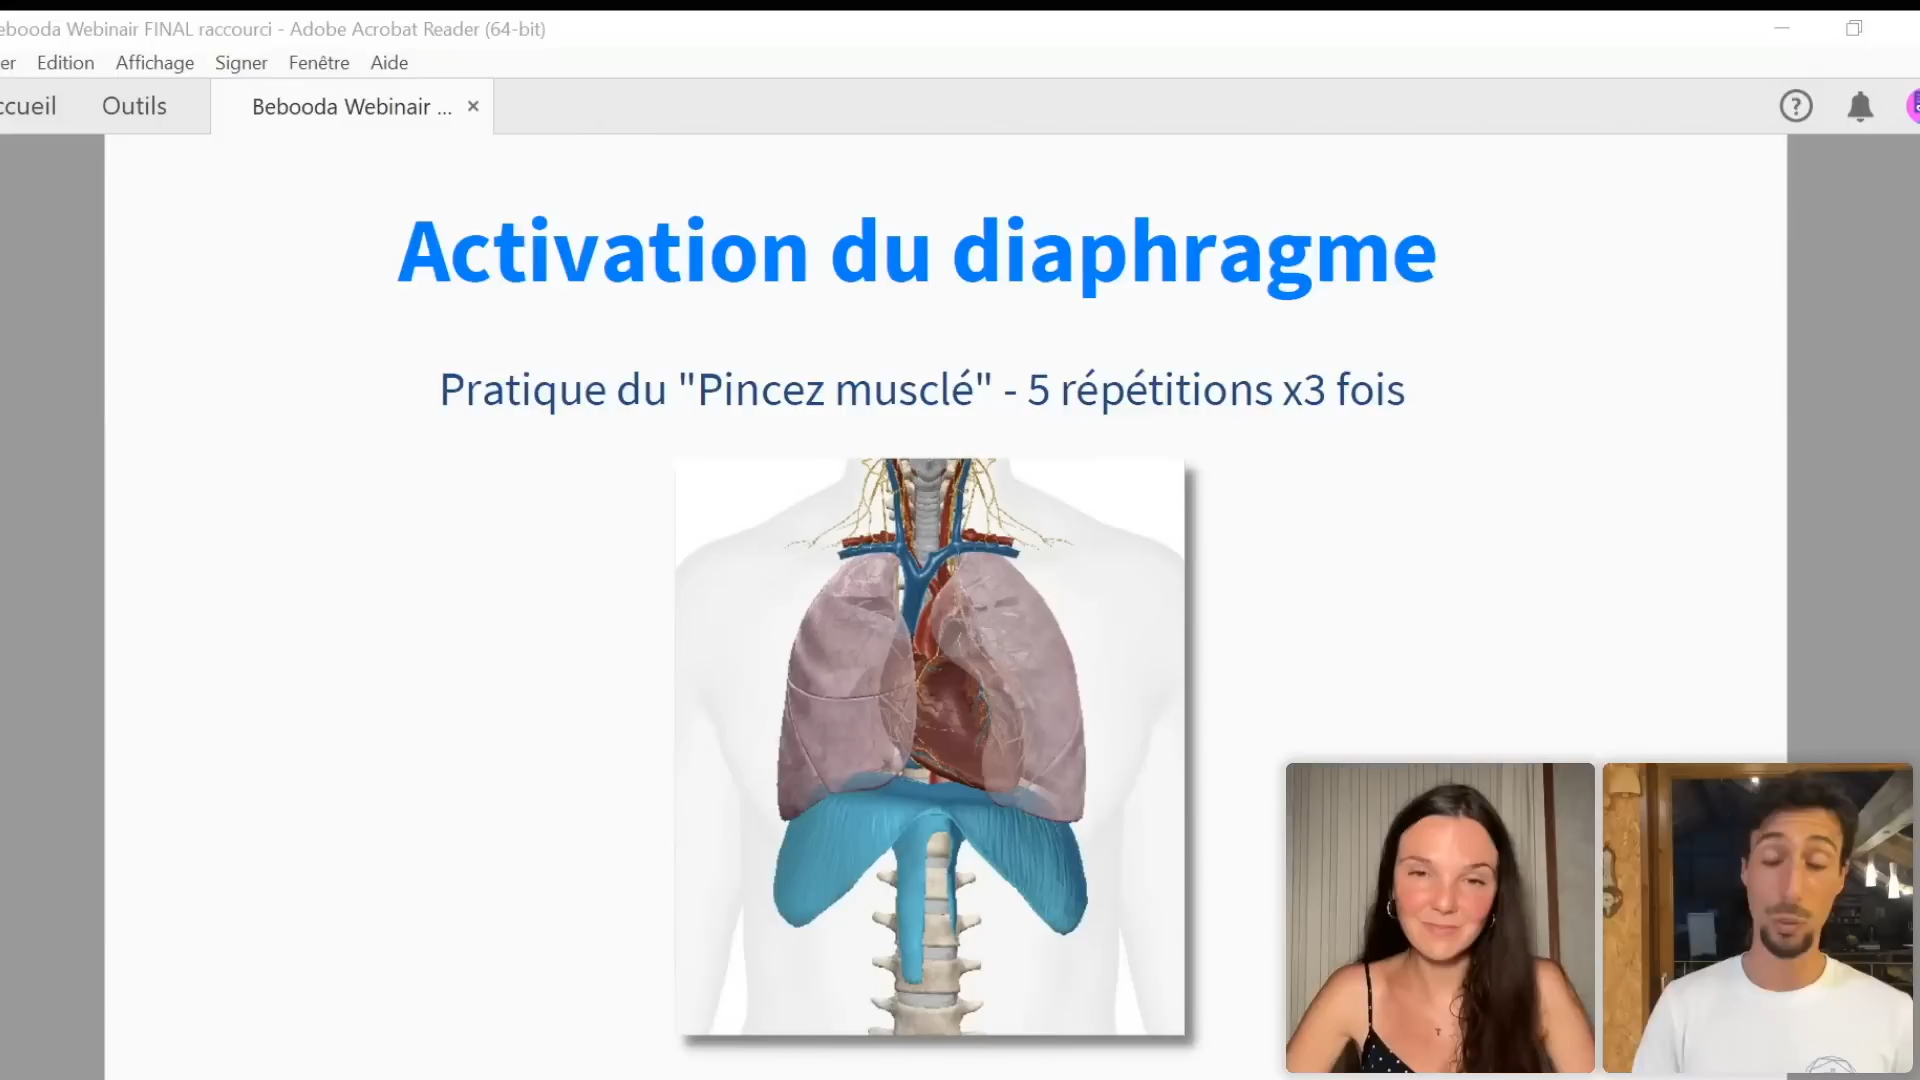 ebooda Webinair FINAL raccourci - Adobe Acrobat Reader (64-bit)
er Edition Affichage Signer Fenêtre Aide
ccueil Outils Bebooda Webinair ... ×
Activation du diaphragme
Pratique du "Pincez musclé" - 5 répétitions x3 fois